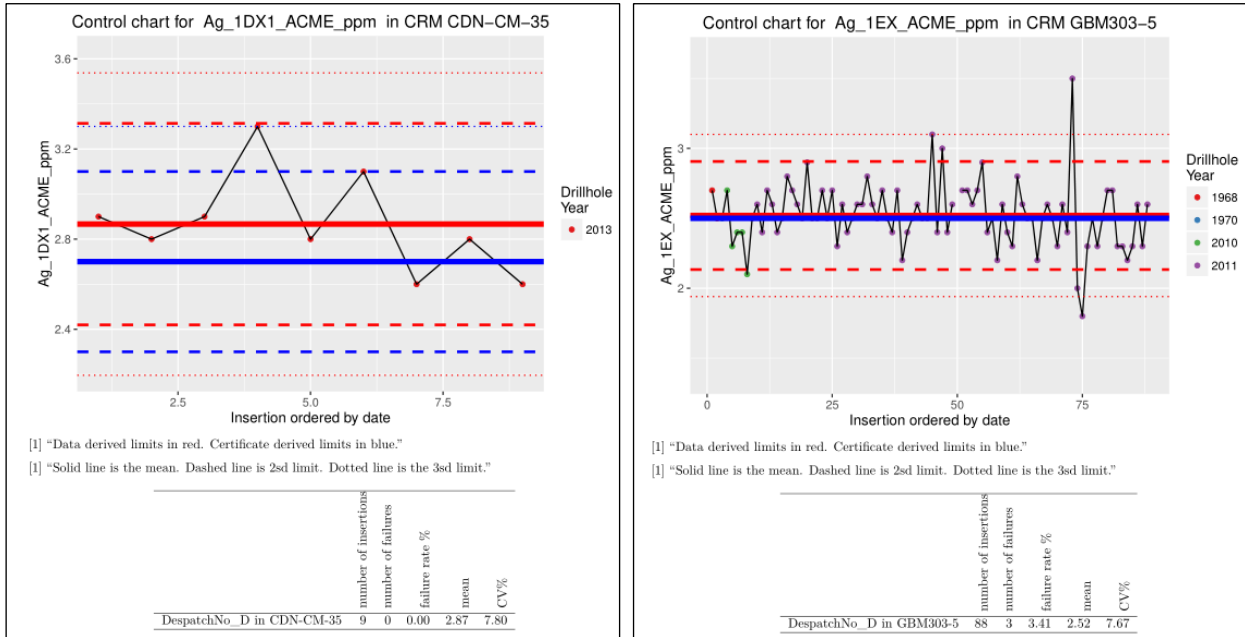 Control chart for Ag_1DX1_ACME_ppm in CRM CDN-CM-35
3.6
3.2
2.8
2.4
Ag_1DX1_ACME_ppm
2.5
5.0
7.5
Insertion ordered by date
Drillhole
Year
2013
[1] “Data derived limits in red. Certificate derived limits in blue.”
[1] “Solid line is the mean. Dashed line is 2sd limit. Dotted line is the 3sd limit.”
number of insertions
number of failures
failure rate %
mean
CV%
DespatchNo_D in CDN-CM-35 9 0 0.00 2.87 7.80
Control chart for Ag_1EX_ACME_ppm in CRM GBM303-5
3
2
Ag_1EX_ACME_ppm
0
25
50
75
Insertion ordered by date
Drillhole
Year
1968
1970
2010
2011
[1] “Data derived limits in red. Certificate derived limits in blue.”
[1] “Solid line is the mean. Dashed line is 2sd limit. Dotted line is the 3sd limit.”
number of insertions
number of failures
failure rate %
mean
CV%
DespatchNo_D in GBM303-5 88 3 3.41 2.52 7.67